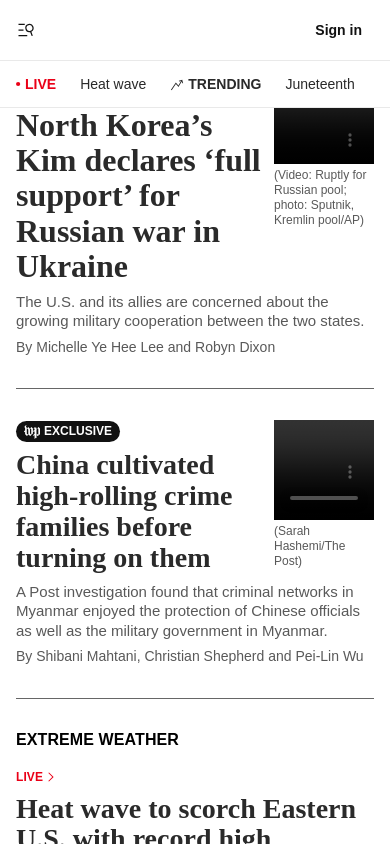 Sign in
LIVE Heat wave TRENDING Juneteenth
North Korea’s
Kim declares ‘full
support’ for
Russian war in
Ukraine
(Video: Ruptly for
Russian pool;
photo: Sputnik,
Kremlin pool/AP)
The U.S. and its allies are concerned about the
growing military cooperation between the two states.
By Michelle Ye Hee Lee and Robyn Dixon
wp EXCLUSIVE
China cultivated
high-rolling crime
families before
turning on them
(Sarah
Hashemi/The
Post)
A Post investigation found that criminal networks in
Myanmar enjoyed the protection of Chinese officials
as well as the military government in Myanmar.
By Shibani Mahtani, Christian Shepherd and Pei-Lin Wu
EXTREME WEATHER
LIVE
Heat wave to scorch Eastern
U.S. with record high